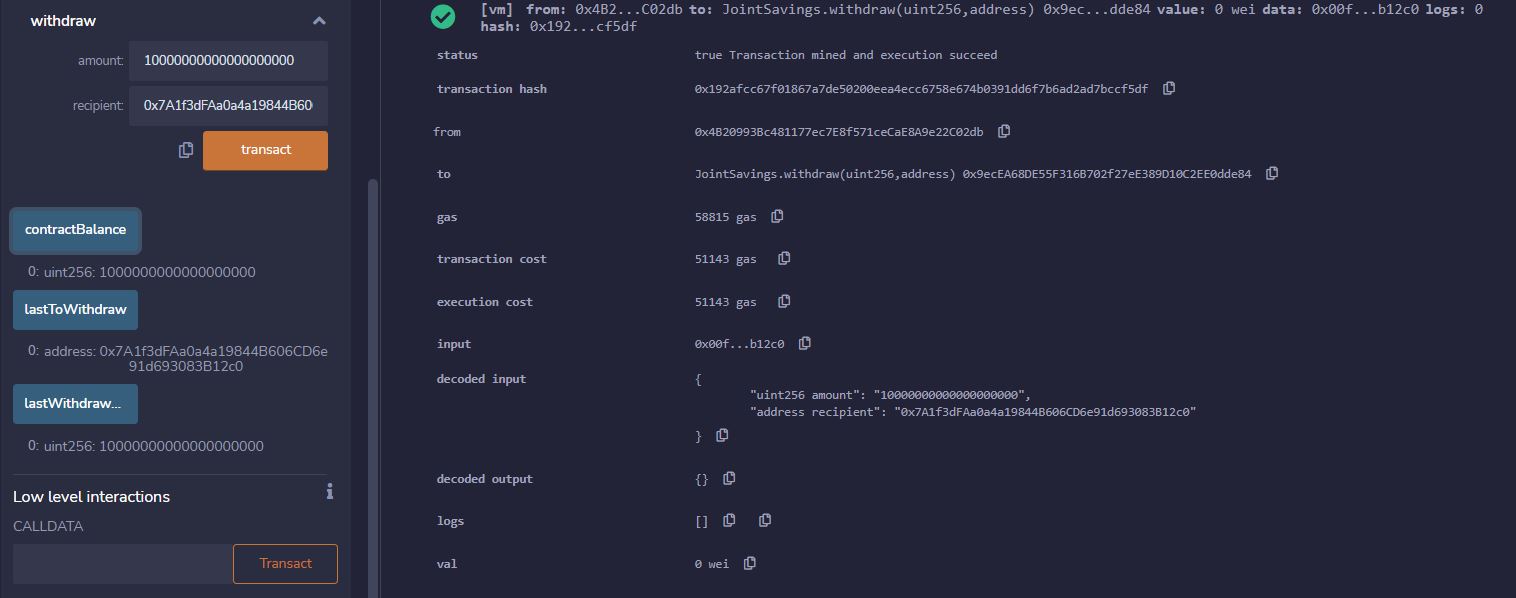 withdraw
amount: 10000000000000000000
recipient: 0x7A1f3dFAa0a4a19844B60
transact
contractBalance
0: uint256: 1000000000000000000
lastToWithdraw
0: address: 0x7A1f3dFAa0a4a19844B606CD6e
91d693083B12c0
lastWithdraw...
0: uint256: 10000000000000000000
Low level interactions
CALLDATA
Transact
[vm] from: 0x4B2...C02db to: JointSavings.withdraw(uint256,address) 0x9ec...dde84 value: 0 wei data: 0x00f...b12c0 logs: 0
hash: 0x192...cf5df
status true Transaction mined and execution succeed
transaction hash 0x192afcc67f01867a7de50200eea4ecc6758e674b0391dd6f7b6ad2ad7bccf5df
from 0x4B20993Bc481177ec7E8f571ceCaE8A9e22C02db
to JointSavings.withdraw(uint256,address) 0x9ecEA68DE55F316B702f27eE389D10C2EE0dde84
gas 58815 gas
transaction cost 51143 gas
execution cost 51143 gas
input 0x00f...b12c0
decoded input {
"uint256 amount": "10000000000000000000",
"address recipient": "0x7A1f3dFAa0a4a19844B606CD6e91d693083B12c0"
}
decoded output {}
logs []
val 0 wei